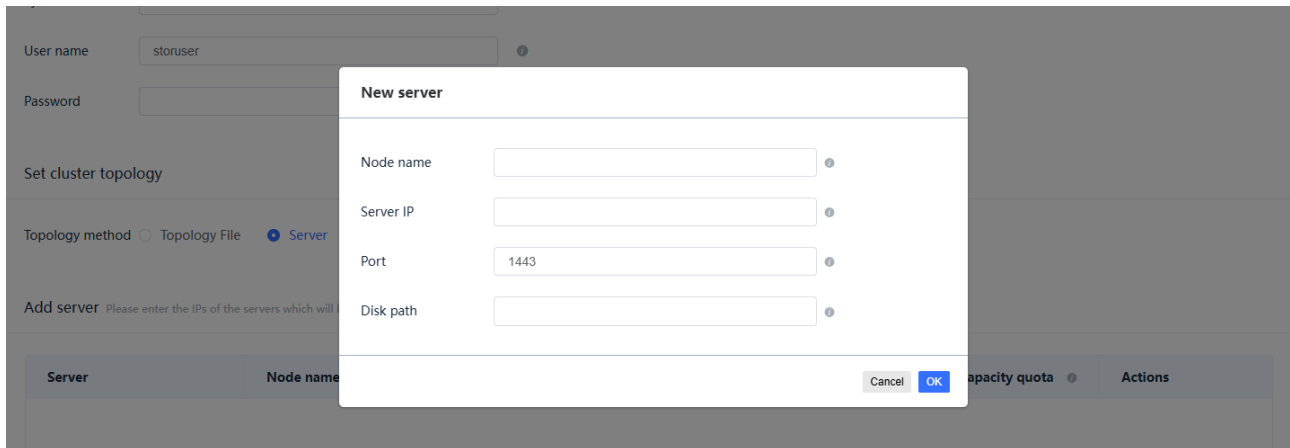 User name storuser
Password
New server
Node name
Set cluster topology
Server IP
Topology method Topology File Server
Port 1443
Add server Please enter the IPs of the servers which will
Disk path
Server Node name apacity quota Actions
Cancel OK